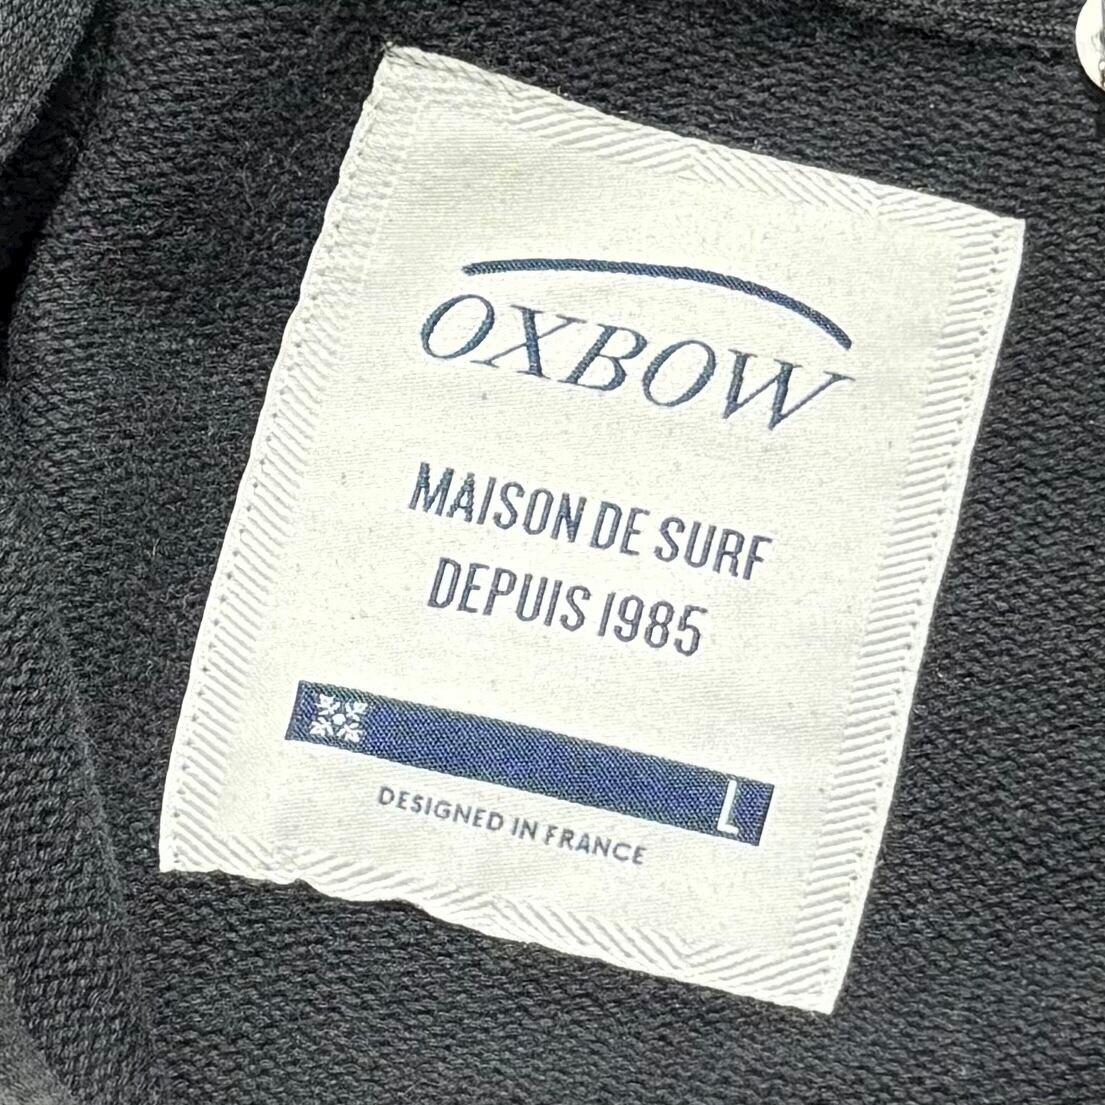 OXBOW
MAISON DE SURF
DEPUIS 1985
L
DESIGNED IN FRANCE